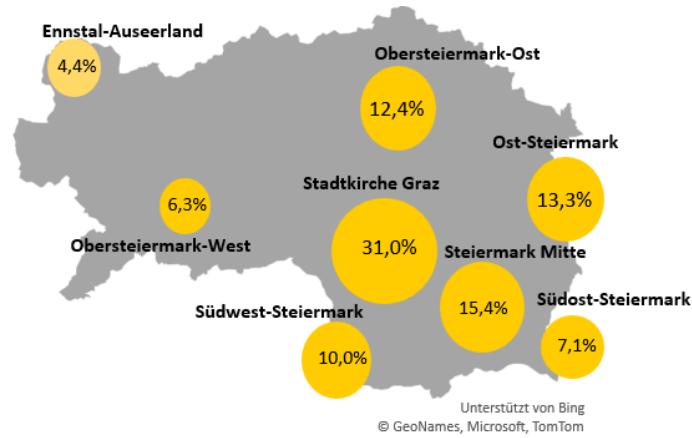 Ennstal-Auseerland
4,4%
Obersteiermark-Ost
12,4%
Ost-Steiermark
13,3%
Stadtkirche Graz
31,0%
6,3%
Obersteiermark-West
Steiermark Mitte
15,4%
Südost-Steiermark
7,1%
Südwest-Steiermark
10,0%
Unterstützt von Bing
© GeoNames, Microsoft, TomTom